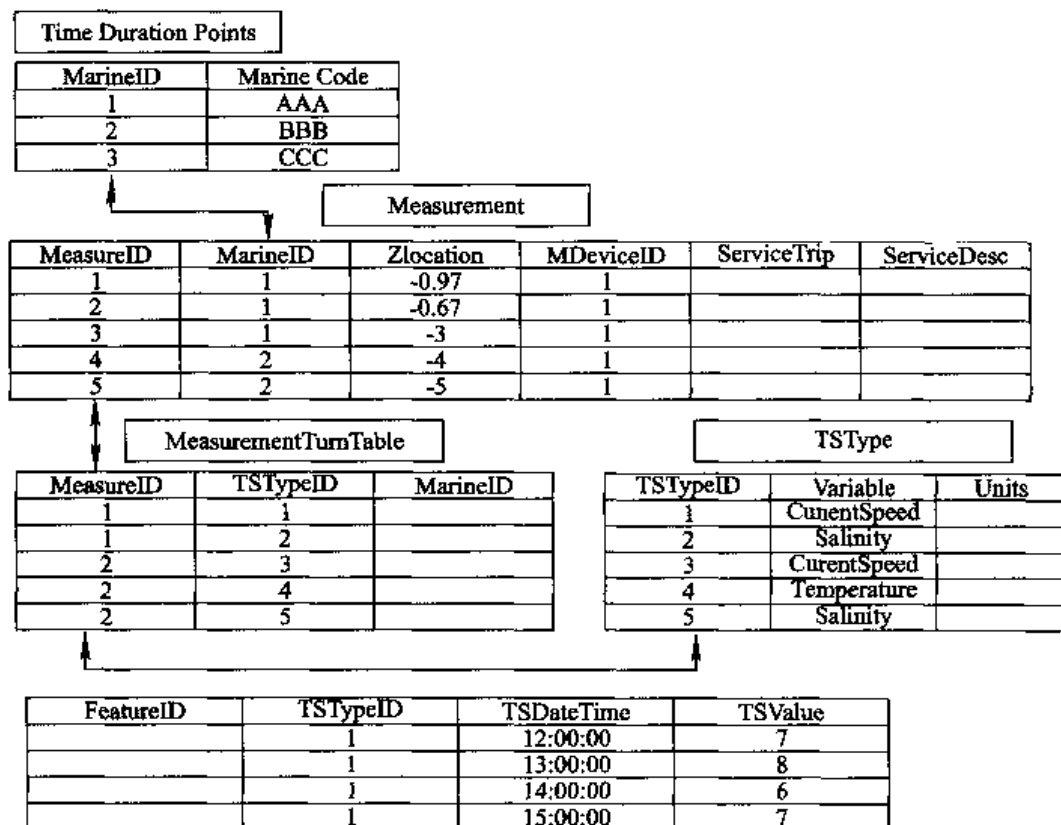 Time Duration Points
MarineID Marine Code
1 AAA
2 BBB
3 CCC
Measurement
MeasureID MarineID Zlocation MDeviceID ServiceTrip ServiceDesc
1 1 -0.97 1
2 1 -0.67 1
3 1 -3 1
4 2 -4 1
5 2 -5 1
MeasurementTurnTable
MeasureID TSTypeID MarineID
1 1
1 2
2 3
2 4
2 5
TSType
TSTypeID Variable Units
1 CunentSpeed
2 Salinity
3 CurentSpeed
4 Temperature
5 Salinity
FeatureID TSTypeID TSDateTime TSValue
1 12:00:00 7
1 13:00:00 8
1 14:00:00 6
1 15:00:00 7